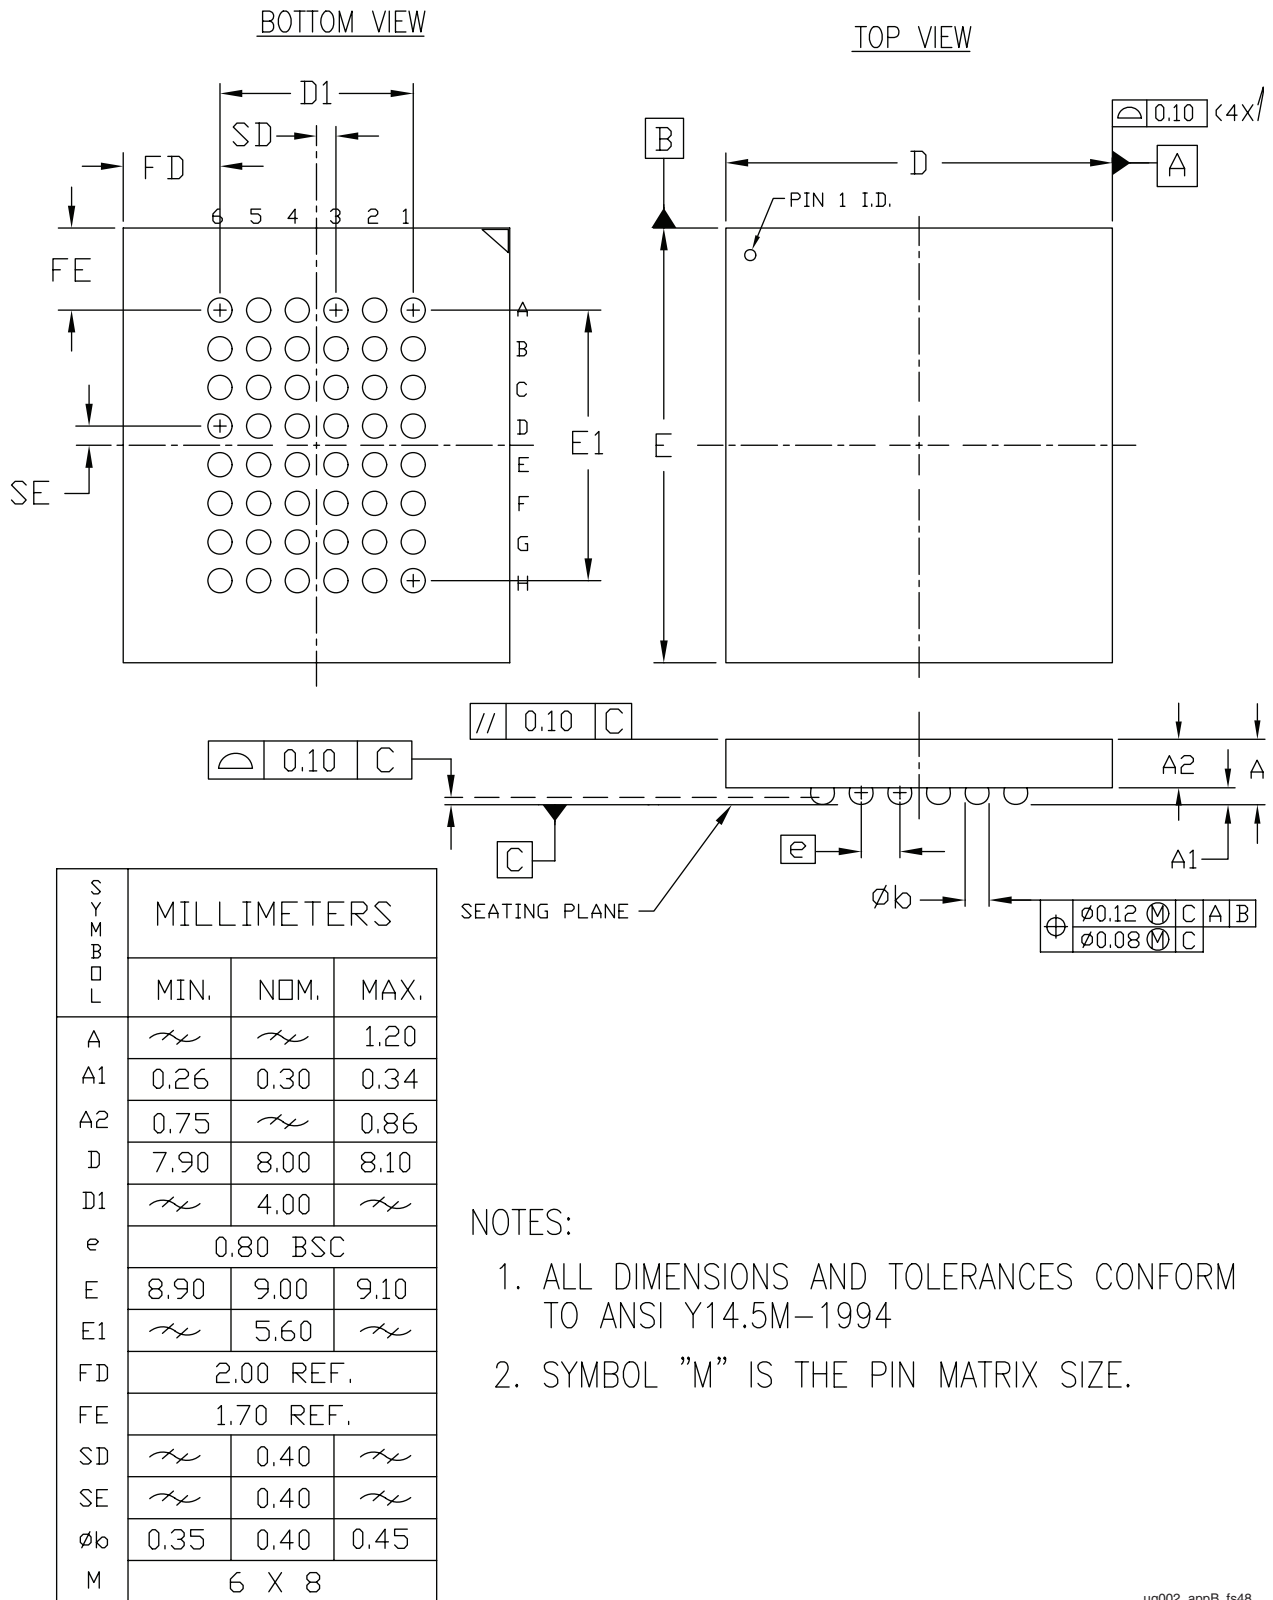 BOTTOM VIEW
TOP VIEW
D1
SD
FD
6 5 4 3 2 1
FE
A
B
C
D
E
F
G
H
E1
SE
0.10 (4X)
B
D
A
PIN 1 I.D.
E
// 0.10 C
0.10 C
A2
A
A1
C
e
SEATING PLANE
Øb
Ø0.12 Ⓜ C A B
Ø0.08 Ⓜ C
SYMBOL MILLIMETERS
MIN. NOM. MAX.
A 1.20
A1 0.26 0.30 0.34
A2 0.75 0.86
D 7.90 8.00 8.10
D1 4.00
e 0.80 BSC
E 8.90 9.00 9.10
E1 5.60
FD 2.00 REF.
FE 1.70 REF.
SD 0.40
SE 0.40
Øb 0.35 0.40 0.45
M 6 X 8
NOTES:
1. ALL DIMENSIONS AND TOLERANCES CONFORM
TO ANSI Y14.5M-1994
2. SYMBOL "M" IS THE PIN MATRIX SIZE.
ug002_appB_fs48